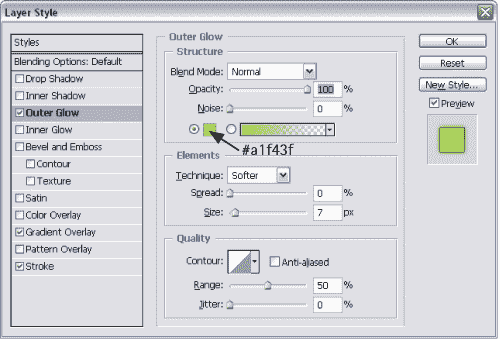 Layer Style
Styles
Blending Options: Default
Drop Shadow
Inner Shadow
Outer Glow
Inner Glow
Bevel and Emboss
Contour
Texture
Satin
Color Overlay
Gradient Overlay
Pattern Overlay
Stroke
Outer Glow
Structure
Blend Mode: Normal
Opacity: 100 %
Noise: 0 %
#a1f43f
Elements
Technique: Softer
Spread: 0 %
Size: 7 px
Quality
Contour: Anti-aliased
Range: 50 %
Jitter: 0 %
OK
Reset
New Style...
Preview